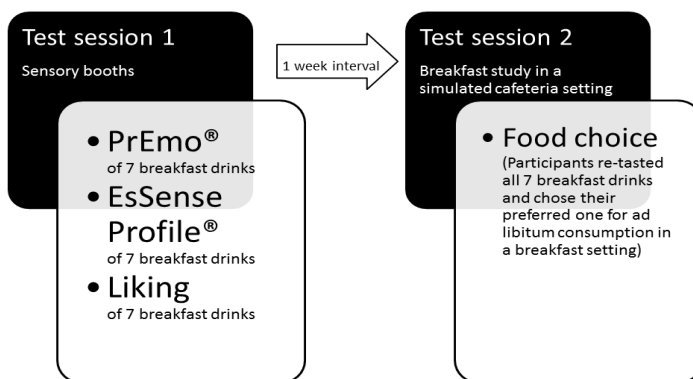 Test session 1
Sensory booths
• PrEmo®
of 7 breakfast drinks
• EsSense
Profile®
of 7 breakfast drinks
• Liking
of 7 breakfast drinks
1 week interval
Test session 2
Breakfast study in a
simulated cafeteria setting
• Food choice
(Participants re-tasted
all 7 breakfast drinks
and chose their
preferred one for ad
libitum consumption in
a breakfast setting)